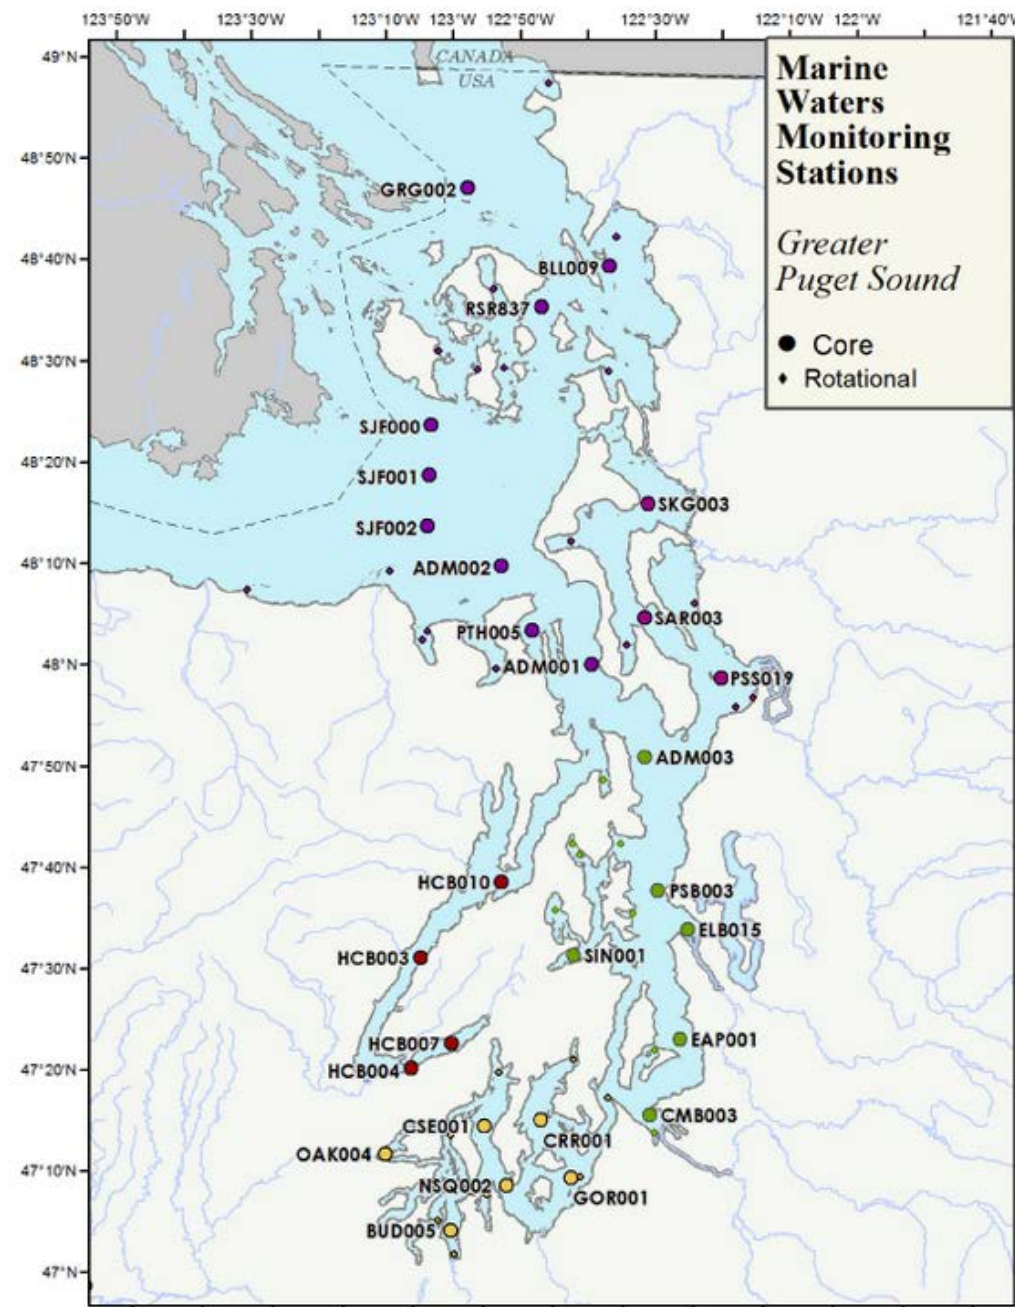 123°50'W 123°30'W 123°10'W 123°W 122°50'W 122°30'W 122°10'W 122°W 121°40'W
49°N
CANADA
USA
Marine
Waters
Monitoring
Stations
Greater
Puget Sound
Core
Rotational
48°50'N
GRG002
48°40'N
BLL009
RSR837
48°30'N
SJF000
48°20'N
SJF001
SKG003
SJF002
48°10'N
ADM002
SAR003
PTH005
48°N
ADM001
PSS019
ADM003
47°50'N
47°40'N
HCB010
PSB003
ELB015
HCB003
SIN001
47°30'N
EAP001
HCB007
47°20'N
HCB004
CMB003
CSE001
CRR001
OAK004
47°10'N
NSQ002
GOR001
BUD005
47°N